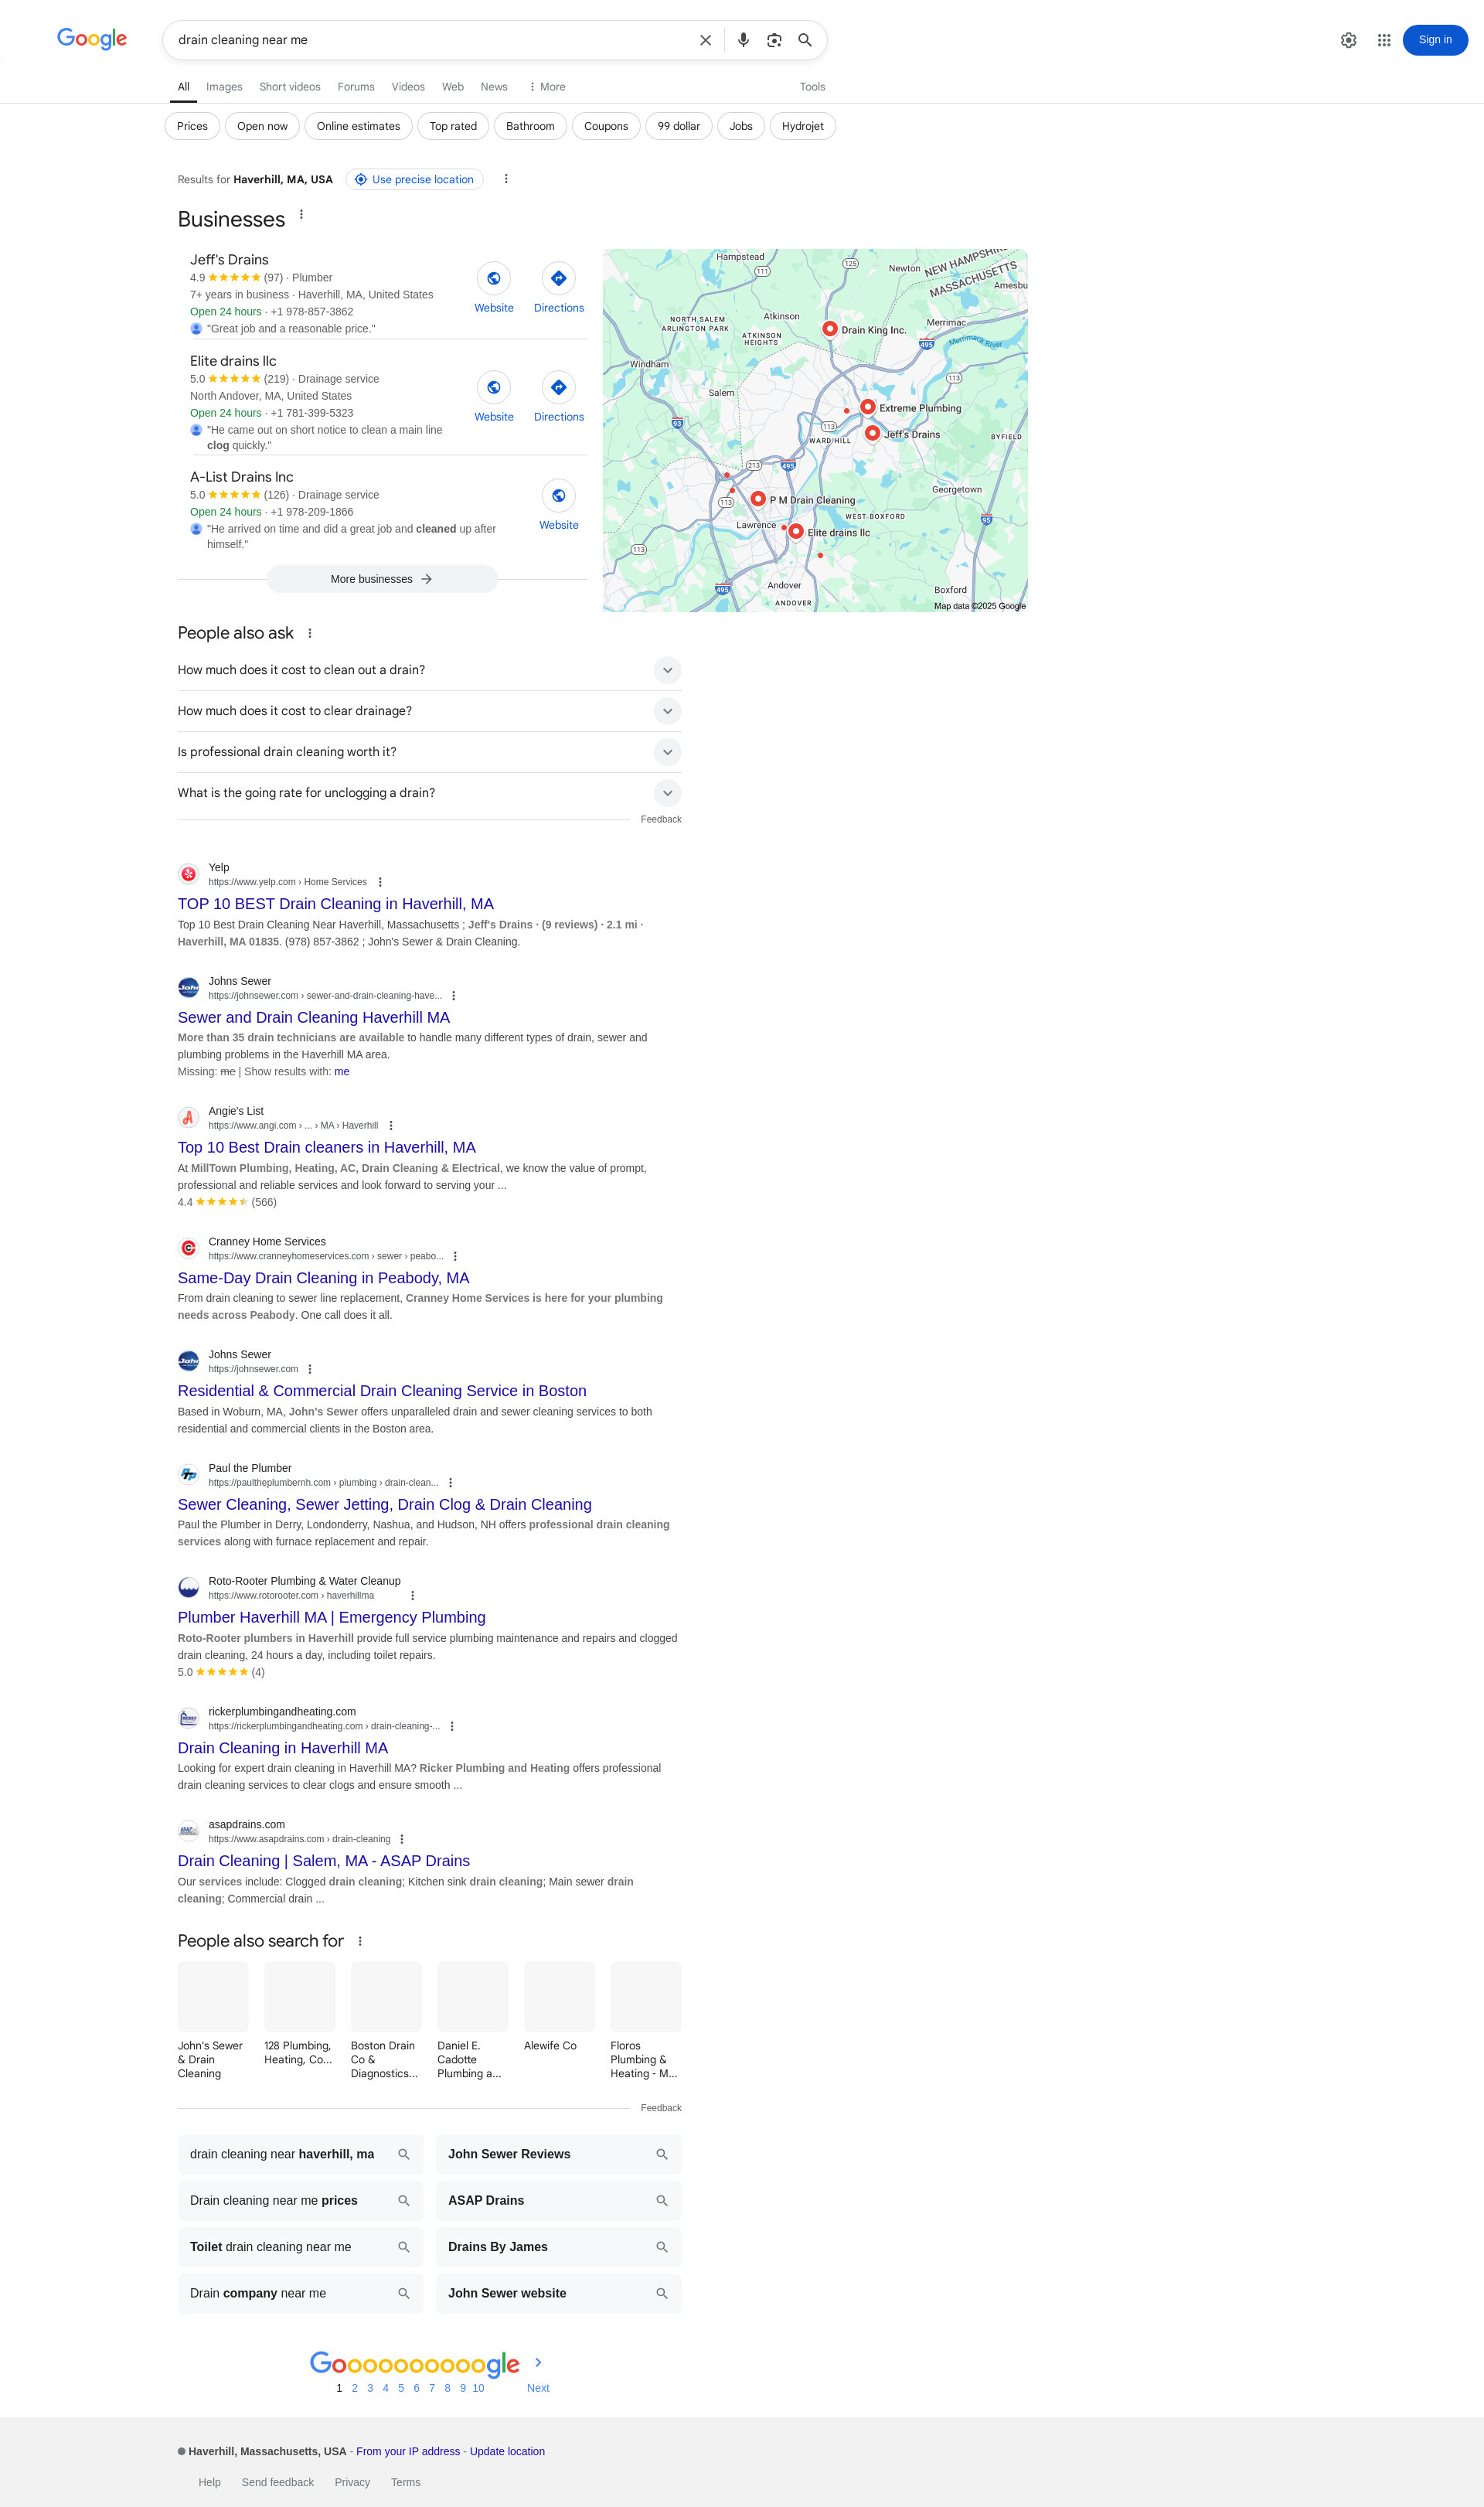 Google
drain cleaning near me
Sign in
All
Images
Short videos
Forums
Videos
Web
News
More
Tools
Prices
Open now
Online estimates
Top rated
Bathroom
Coupons
99 dollar
Jobs
Hydrojet
Results for Haverhill, MA, USA
Use precise location
Businesses
Jeff's Drains
4.9 (97) · Plumber
7+ years in business · Haverhill, MA, United States
Open 24 hours · +1 978-857-3862
"Great job and a reasonable price."
Website
Directions
Elite drains llc
5.0 (219) · Drainage service
North Andover, MA, United States
Open 24 hours · +1 781-399-5323
"He came out on short notice to clean a main line
clog quickly."
Website
Directions
A-List Drains Inc
5.0 (126) · Drainage service
Open 24 hours · +1 978-209-1866
"He arrived on time and did a great job and cleaned up after
himself."
Website
More businesses
Hampstead
111
125
Newton
NEW HAMPSHIRE
MASSACHUSETTS
Amesbu
NORTH SALEM
ARLINGTON PARK
Atkinson
ATKINSON
HEIGHTS
Drain King Inc.
Merrimac
495
Merrimack River
Windham
113
Salem
Extreme Plumbing
93
113
WARD HILL
Jeff's Drains
BYFIELD
213
495
113
P M Drain Cleaning
Georgetown
Lawrence
WEST BOXFORD
95
Elite drains llc
113
495
Andover
ANDOVER
Boxford
Map data ©2025 Google
People also ask
How much does it cost to clean out a drain?
How much does it cost to clear drainage?
Is professional drain cleaning worth it?
What is the going rate for unclogging a drain?
Feedback
Yelp
https://www.yelp.com › Home Services
TOP 10 BEST Drain Cleaning in Haverhill, MA
Top 10 Best Drain Cleaning Near Haverhill, Massachusetts ; Jeff's Drains · (9 reviews) · 2.1 mi ·
Haverhill, MA 01835. (978) 857-3862 ; John's Sewer & Drain Cleaning.
Johns Sewer
https://johnsewer.com › sewer-and-drain-cleaning-have...
Sewer and Drain Cleaning Haverhill MA
More than 35 drain technicians are available to handle many different types of drain, sewer and
plumbing problems in the Haverhill MA area.
Missing: me | Show results with: me
Angie's List
https://www.angi.com › ... › MA › Haverhill
Top 10 Best Drain cleaners in Haverhill, MA
At MillTown Plumbing, Heating, AC, Drain Cleaning & Electrical, we know the value of prompt,
professional and reliable services and look forward to serving your ...
4.4 (566)
Cranney Home Services
https://www.cranneyhomeservices.com › sewer › peabo...
Same-Day Drain Cleaning in Peabody, MA
From drain cleaning to sewer line replacement, Cranney Home Services is here for your plumbing
needs across Peabody. One call does it all.
Johns Sewer
https://johnsewer.com
Residential & Commercial Drain Cleaning Service in Boston
Based in Woburn, MA, John's Sewer offers unparalleled drain and sewer cleaning services to both
residential and commercial clients in the Boston area.
Paul the Plumber
https://paultheplumbernh.com › plumbing › drain-clean...
Sewer Cleaning, Sewer Jetting, Drain Clog & Drain Cleaning
Paul the Plumber in Derry, Londonderry, Nashua, and Hudson, NH offers professional drain cleaning
services along with furnace replacement and repair.
Roto-Rooter Plumbing & Water Cleanup
https://www.rotorooter.com › haverhillma
Plumber Haverhill MA | Emergency Plumbing
Roto-Rooter plumbers in Haverhill provide full service plumbing maintenance and repairs and clogged
drain cleaning, 24 hours a day, including toilet repairs.
5.0 (4)
rickerplumbingandheating.com
https://rickerplumbingandheating.com › drain-cleaning-...
Drain Cleaning in Haverhill MA
Looking for expert drain cleaning in Haverhill MA? Ricker Plumbing and Heating offers professional
drain cleaning services to clear clogs and ensure smooth ...
asapdrains.com
https://www.asapdrains.com › drain-cleaning
Drain Cleaning | Salem, MA - ASAP Drains
Our services include: Clogged drain cleaning; Kitchen sink drain cleaning; Main sewer drain
cleaning; Commercial drain ...
People also search for
John's Sewer
& Drain
Cleaning
128 Plumbing,
Heating, Co...
Boston Drain
Co &
Diagnostics...
Daniel E.
Cadotte
Plumbing a...
Alewife Co
Floros
Plumbing &
Heating - M...
Feedback
drain cleaning near haverhill, ma
John Sewer Reviews
Drain cleaning near me prices
ASAP Drains
Toilet drain cleaning near me
Drains By James
Drain company near me
John Sewer website
Goooooooooogle
1 2 3 4 5 6 7 8 9 10 Next
Haverhill, Massachusetts, USA - From your IP address - Update location
Help
Send feedback
Privacy
Terms